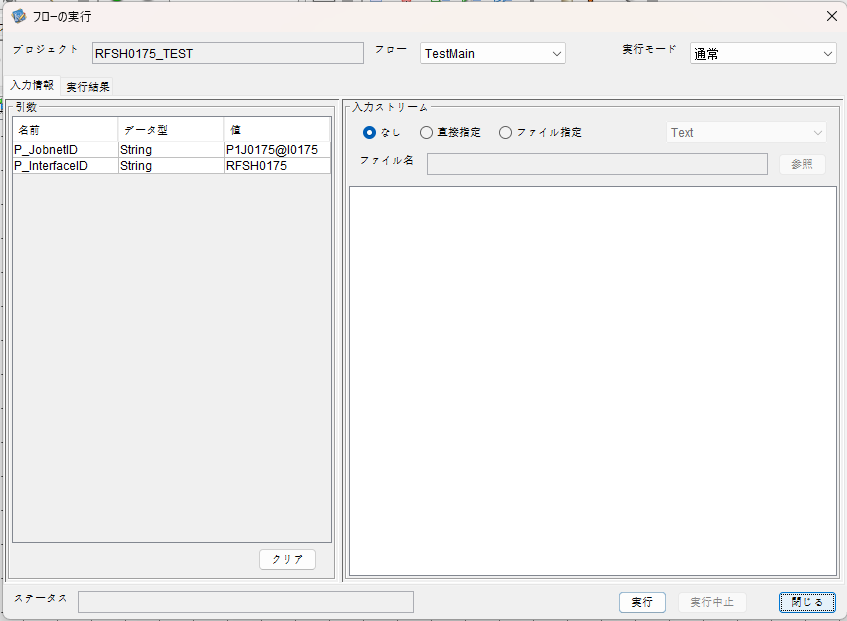 フローの実行
プロジェクト RFSH0175_TEST フロー TestMain 実行モード 通常
入力情報 実行結果
引数
名前 データ型 値
P_JobnetID String P1J0175@I0175
P_InterfaceID String RFSH0175
クリア
入力ストリーム
なし 直接指定 ファイル指定 Text
ファイル名 参照
ステータス 実行 実行中止 閉じる